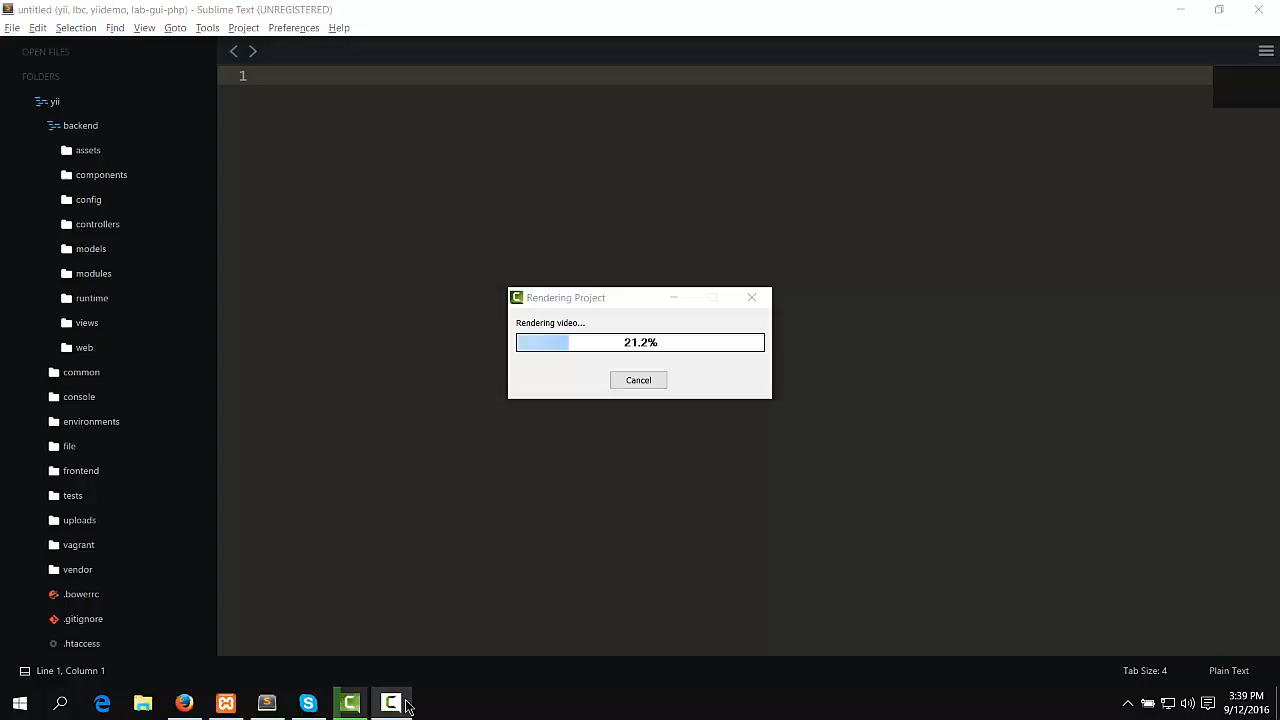 untitled (yii, lbc, yiidemo, lab-gui-php) - Sublime Text (UNREGISTERED)
File Edit Selection Find View Goto Tools Project Preferences Help
OPEN FILES
FOLDERS
1
yii
backend
assets
components
config
controllers
models
modules
runtime
views
web
common
console
environments
file
frontend
tests
uploads
vagrant
vendor
.bowerrc
.gitignore
.htaccess
Rendering Project
Rendering video...
21.2%
Cancel
Line 1, Column 1
Tab Size: 4
Plain Text
3:39 PM
9/12/2016